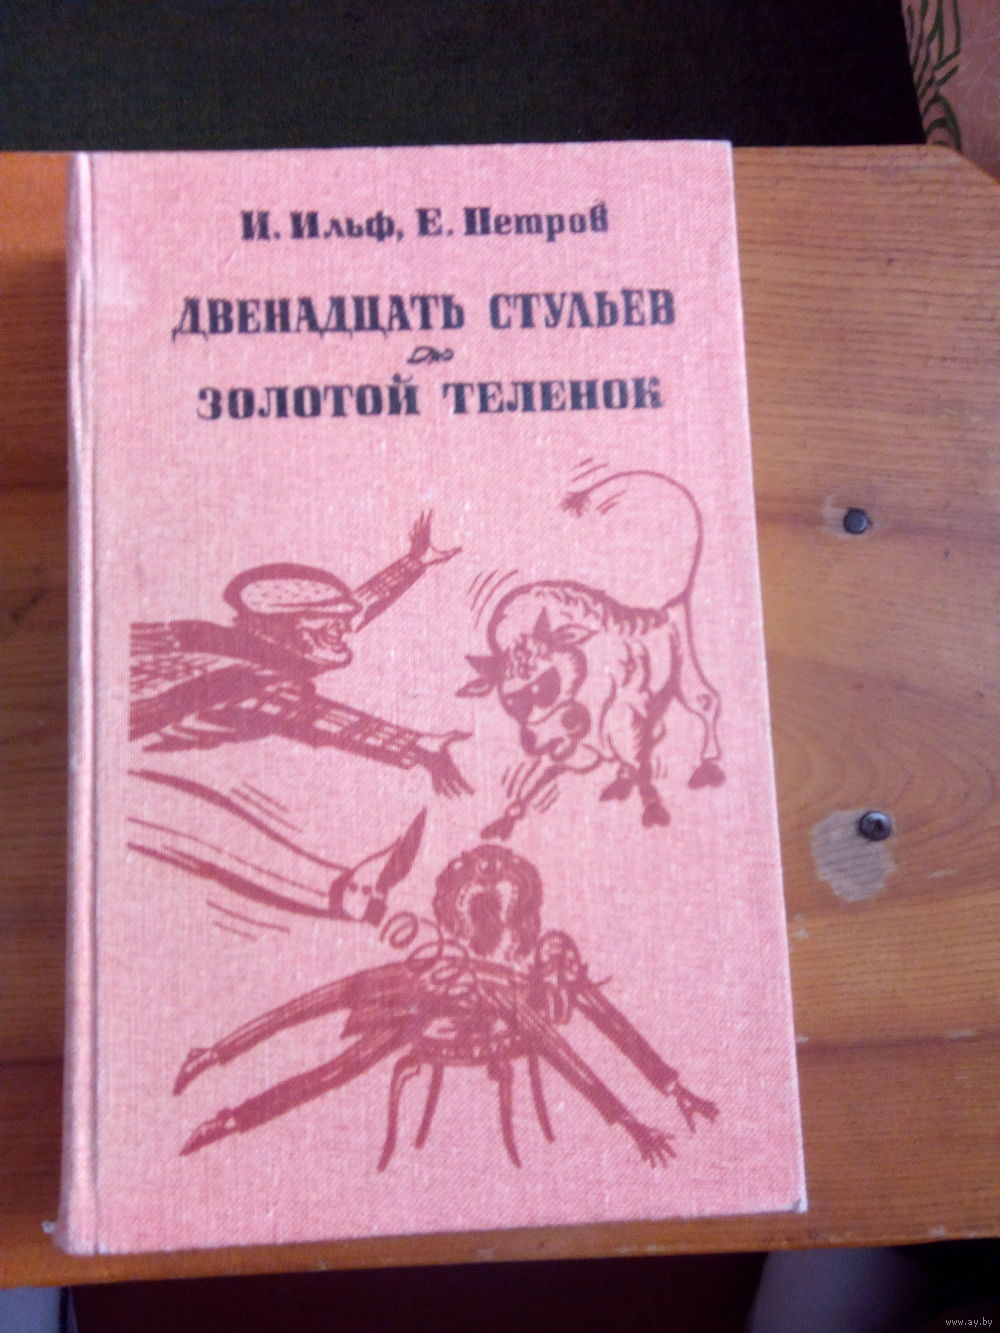 И. Ильф, Е. Петров
ДВЕНАДЦАТЬ СТУЛЬЕВ
ЗОЛОТОЙ ТЕЛЕНОК
www.ay.by